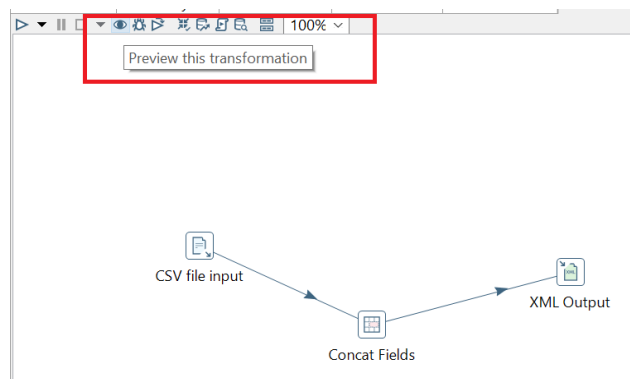 100%
Preview this transformation
CSV file input
XML Output
Concat Fields